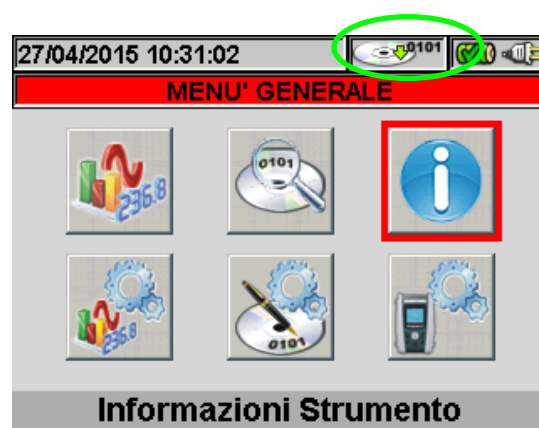 27/04/2015 10:31:02 0101
MENU' GENERALE
236.8 0101
236.8 0101
Informazioni Strumento